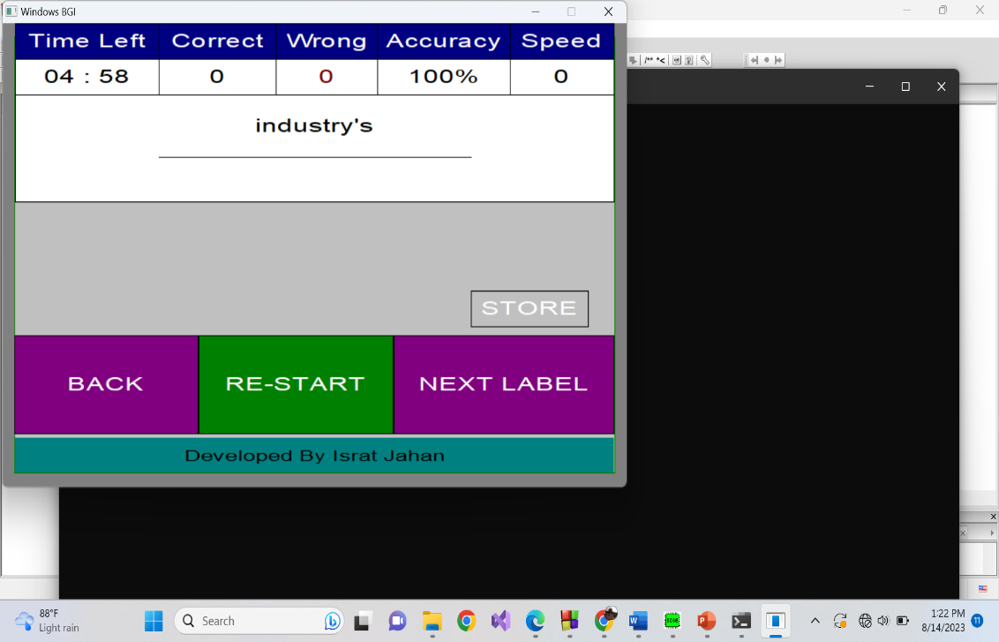 Windows BGI
Time Left Correct Wrong Accuracy Speed
04 : 58 0 0 100% 0
/** *<
industry's
STORE
BACK RE-START NEXT LABEL
Developed By Israt Jahan
88°F
Light rain
Search
1:22 PM
8/14/2023
11